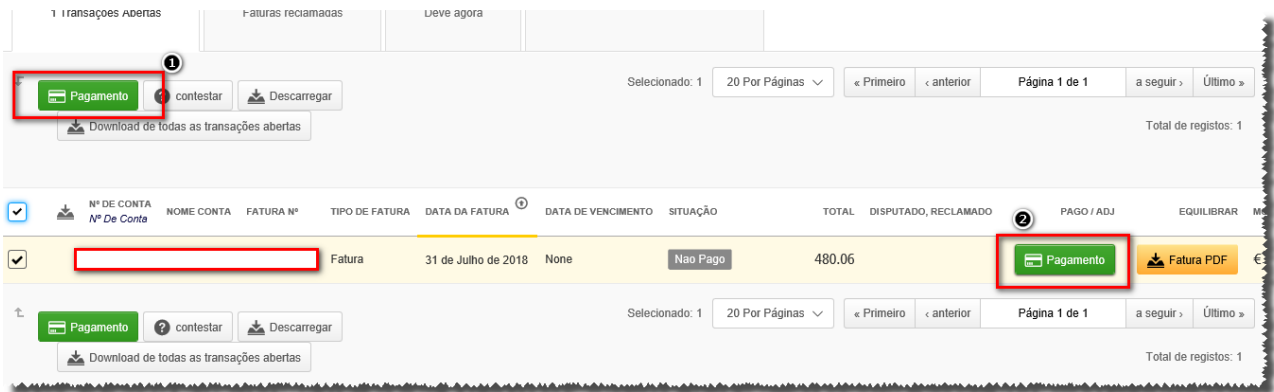 1 Transações Abertas
Faturas reclamadas
Deve agora
1
Pagamento
contestar
Descarregar
Selecionado: 1
20 Por Páginas
« Primeiro
‹ anterior
Página 1 de 1
a seguir ›
Último »
Download de todas as transações abertas
Total de registos: 1
Nº DE CONTA
Nº De Conta
NOME CONTA
FATURA Nº
TIPO DE FATURA
DATA DA FATURA
DATA DE VENCIMENTO
SITUAÇÃO
TOTAL
DISPUTADO, RECLAMADO
2
PAGO / ADJ
EQUILIBRAR
Fatura
31 de Julho de 2018
None
Nao Pago
480.06
Pagamento
Fatura PDF
Pagamento
contestar
Descarregar
Selecionado: 1
20 Por Páginas
« Primeiro
‹ anterior
Página 1 de 1
a seguir ›
Último »
Download de todas as transações abertas
Total de registos: 1